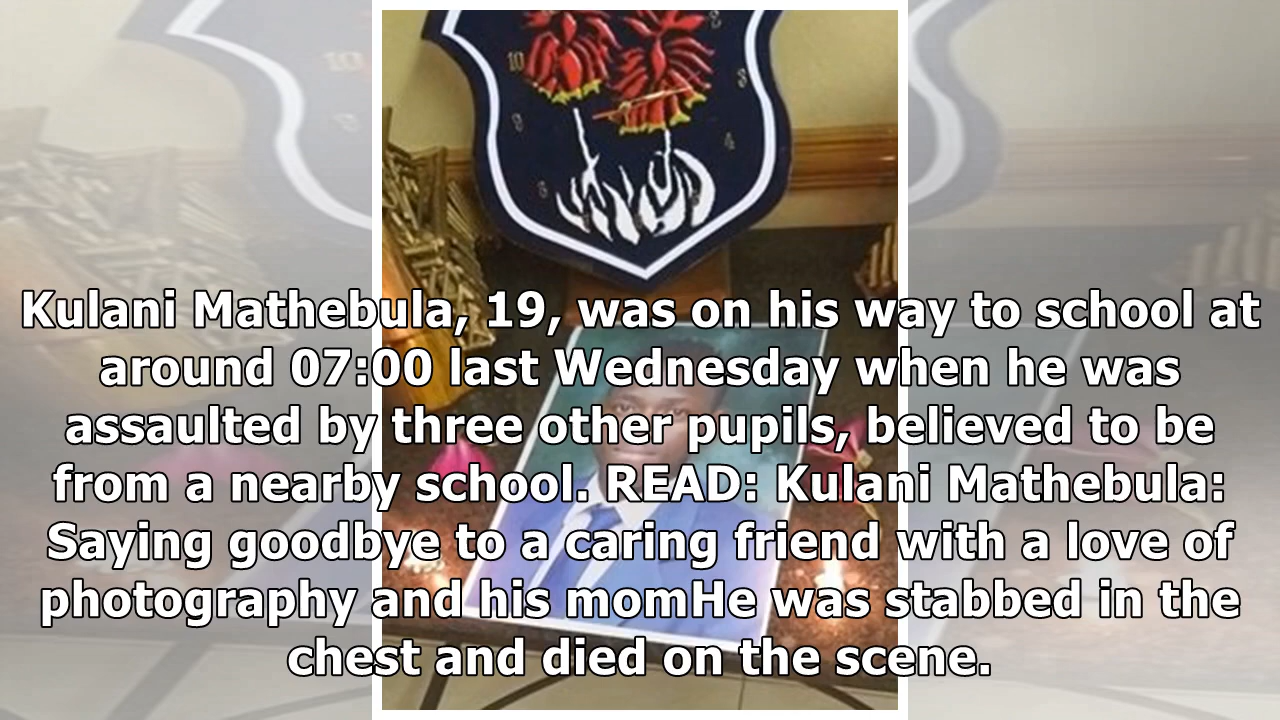 Kulani Mathebula, 19, was on his way to school at
around 07:00 last Wednesday when he was
assaulted by three other pupils, believed to be
from a nearby school. READ: Kulani Mathebula:
Saying goodbye to a caring friend with a love of
photography and his momHe was stabbed in the
chest and died on the scene.